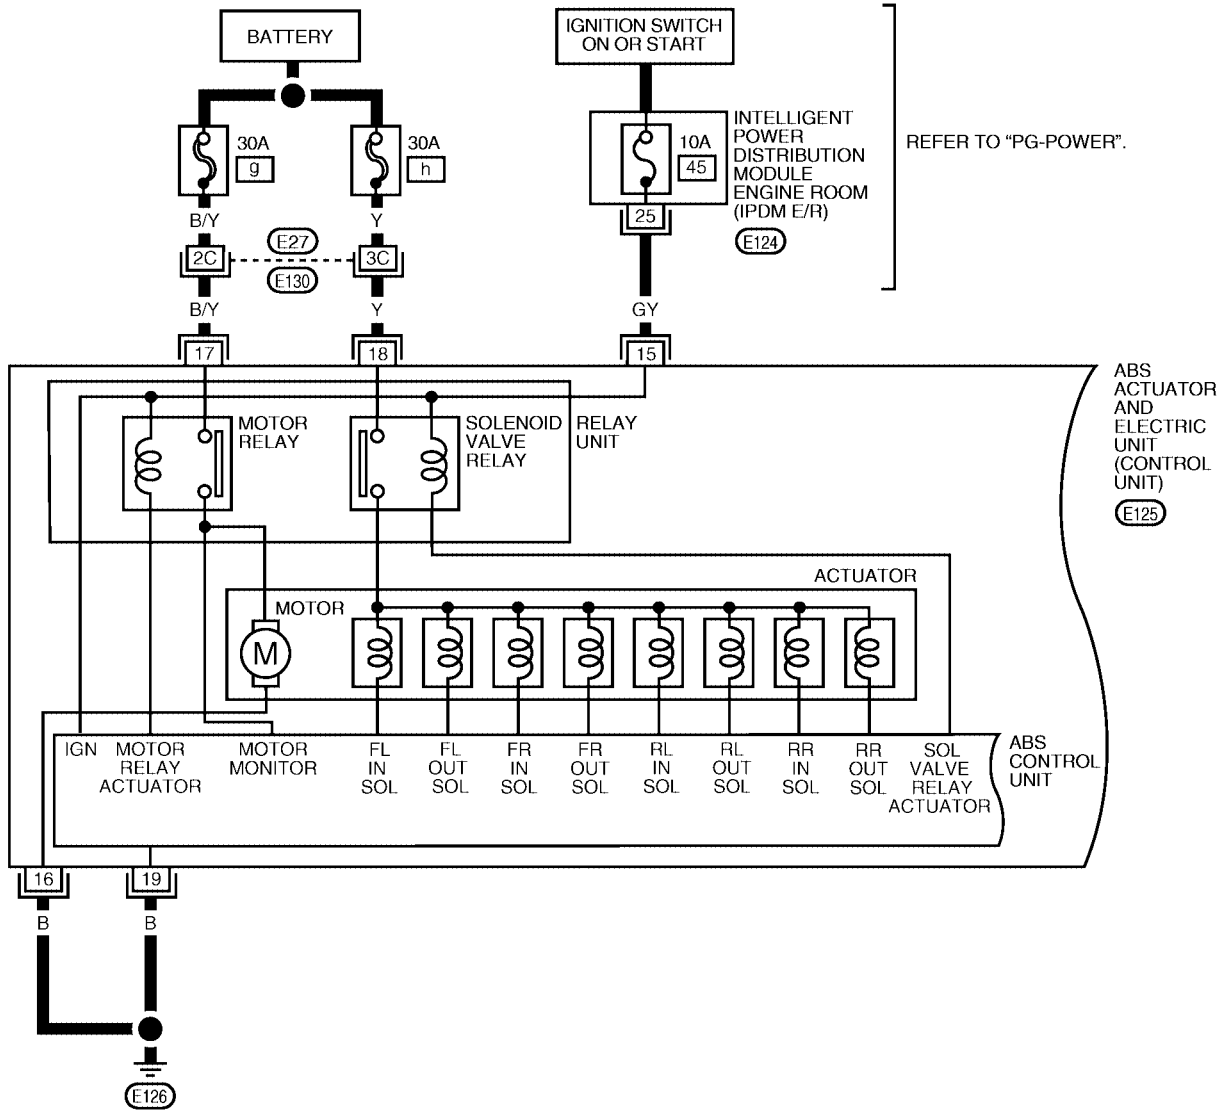 BATTERY
IGNITION SWITCH
ON OR START
30A
g
30A
h
10A
45
INTELLIGENT
POWER
DISTRIBUTION
MODULE
ENGINE ROOM
(IPDM E/R)
E124
REFER TO “PG-POWER”.
B/Y
Y
25
2C
E27
E130
3C
B/Y
Y
GY
17
18
15
ABS
ACTUATOR
AND
ELECTRIC
UNIT
(CONTROL
UNIT)
E125
MOTOR
RELAY
SOLENOID
VALVE
RELAY
RELAY
UNIT
ACTUATOR
MOTOR
M
IGN
MOTOR
RELAY
ACTUATOR
MOTOR
MONITOR
FL
IN
SOL
FL
OUT
SOL
FR
IN
SOL
FR
OUT
SOL
RL
IN
SOL
RL
OUT
SOL
RR
IN
SOL
RR
OUT
SOL
SOL
VALVE
RELAY
ACTUATOR
ABS
CONTROL
UNIT
16
19
B
B
E126